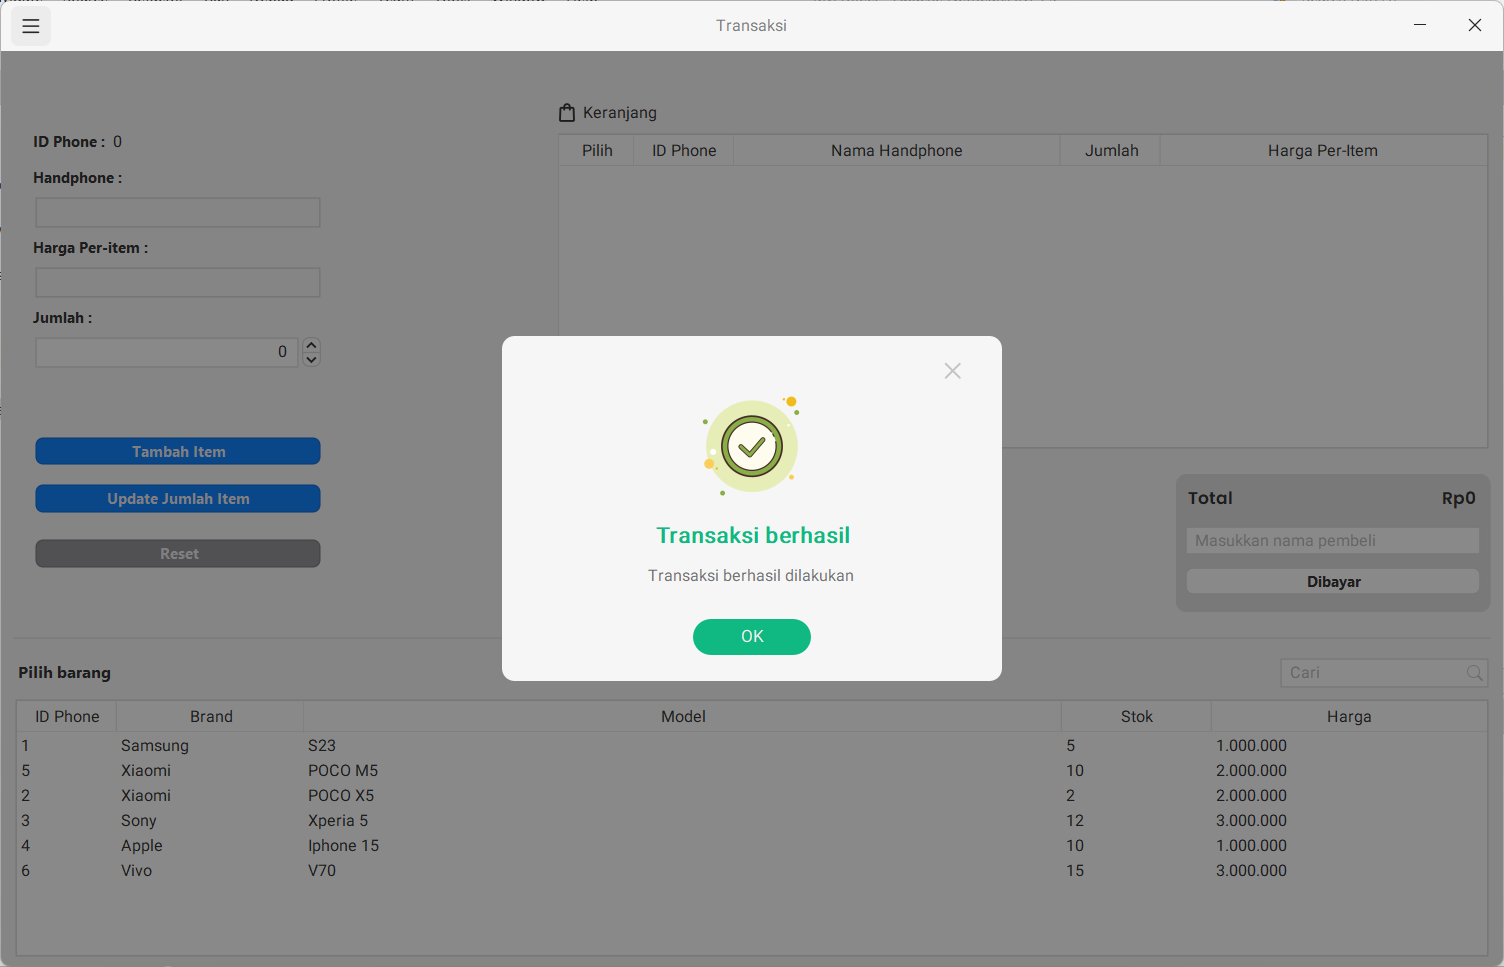 Transaksi
Keranjang
ID Phone : 0
Pilih ID Phone Nama Handphone Jumlah Harga Per-Item
Handphone :
Harga Per-item :
Jumlah :
0
Tambah Item
Update Jumlah Item
Reset
Transaksi berhasil
Transaksi berhasil dilakukan
OK
Total Rp0
Masukkan nama pembeli
Dibayar
Pilih barang
Cari
ID Phone Brand Model Stok Harga
1 Samsung S23 5 1.000.000
5 Xiaomi POCO M5 10 2.000.000
2 Xiaomi POCO X5 2 2.000.000
3 Sony Xperia 5 12 3.000.000
4 Apple Iphone 15 10 1.000.000
6 Vivo V70 15 3.000.000